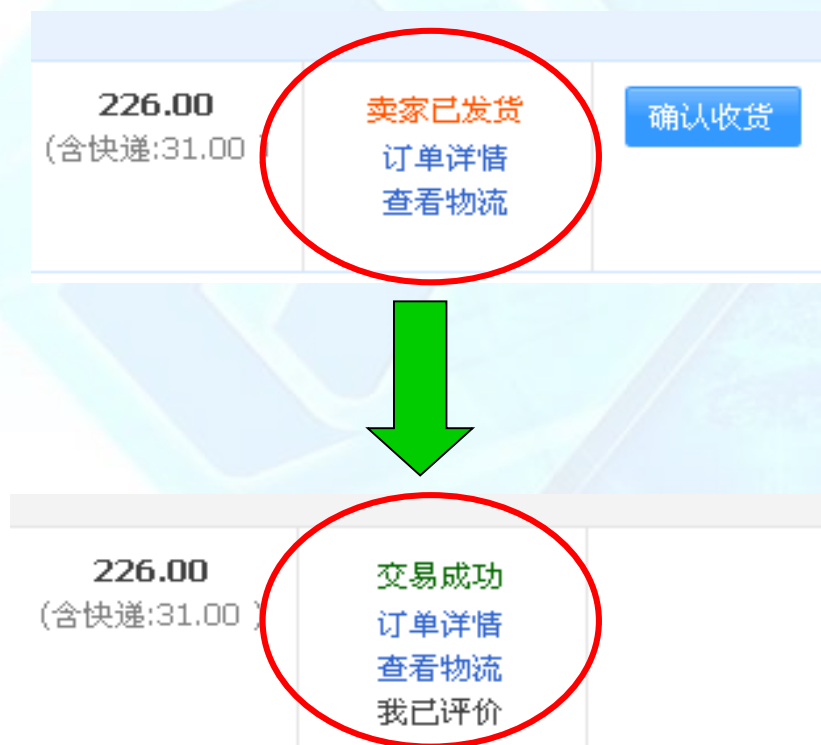 226.00
(含快递:31.00 )
卖家已发货
订单详情
查看物流
确认收货
226.00
(含快递:31.00 )
交易成功
订单详情
查看物流
我已评价